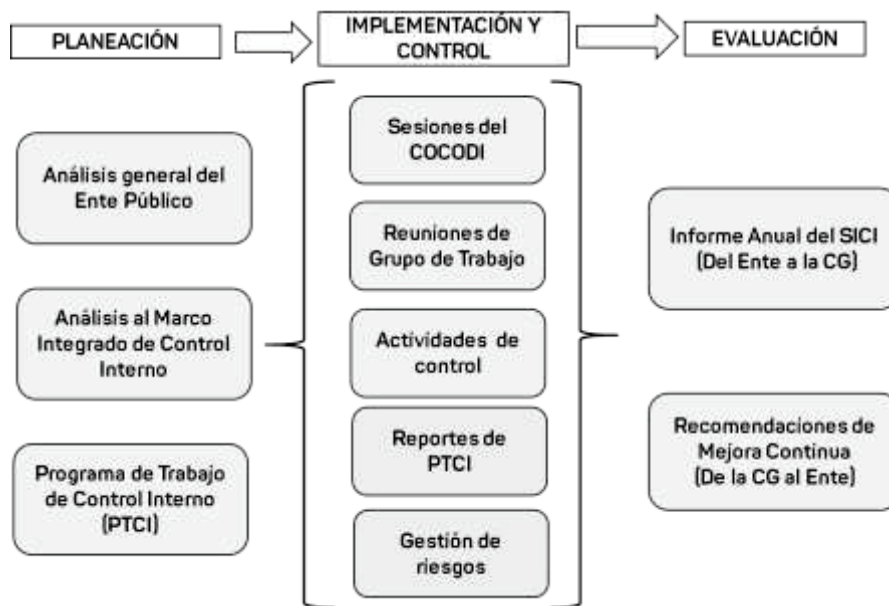 PLANEACIÓN
IMPLEMENTACIÓN Y
CONTROL
EVALUACIÓN
Análisis general del
Ente Público
Análisis al Marco
Integrado de Control
Interno
Programa de Trabajo
de Control Interno
(PTCI)
Sesiones del
COCODI
Reuniones de
Grupo de Trabajo
Actividades de
control
Reportes de
PTCI
Gestión de
riesgos
Informe Anual del SICI
(Del Ente a la CG)
Recomendaciones de
Mejora Continua
(De la CG al Ente)